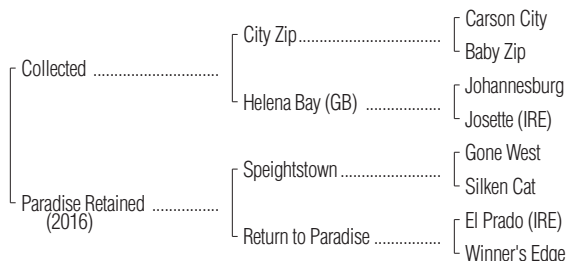 Carson City
City Zip
Baby Zip
Collected
Johannesburg
Helena Bay (GB)
Josette (IRE)
Gone West
Speightstown
Silken Cat
Paradise Retained
(2016)
El Prado (IRE)
Return to Paradise
Winner's Edge